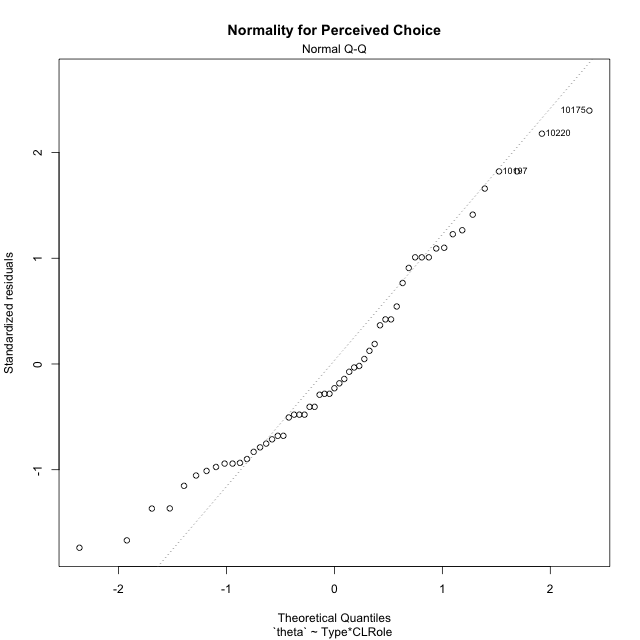 Normality for Perceived Choice
Normal Q-Q
10175
10220
10197
2
1
0
-1
Standardized residuals
-2
-1
0
1
2
Theoretical Quantiles
`theta` ~ Type*CLRole